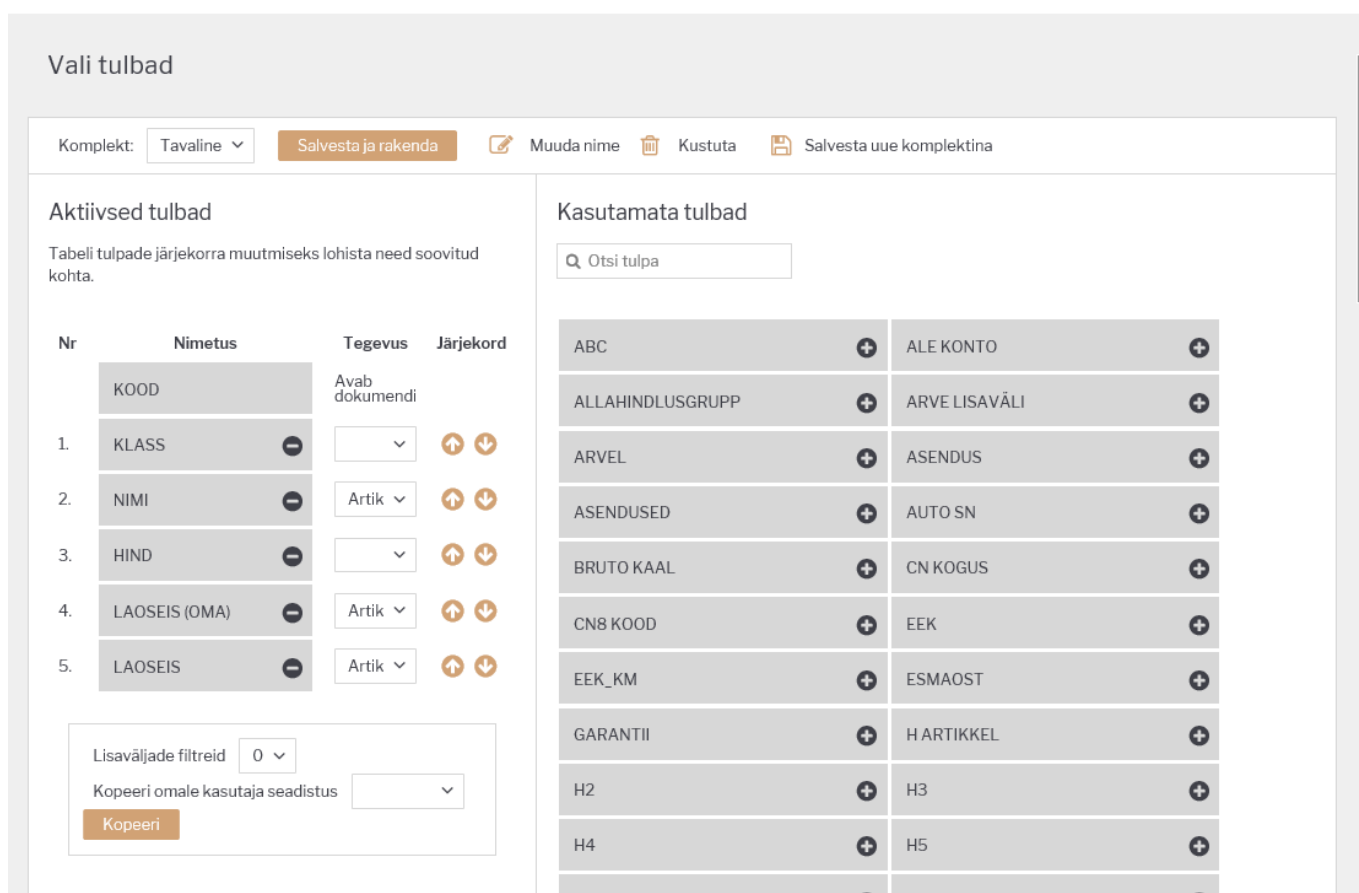 Vali tulbad
Komplekt: Tavaline Salvesta ja rakenda Muuda nime Kustuta Salvesta uue komplektina
Aktiivsed tulbad
Tabeli tulpade järjekorra muutmiseks lohista need soovitud
kohta.
Nr Nimetus Tegevus Järjekord
KOOD Avab
dokumendi
1. KLASS
2. NIMI Artik
3. HIND
4. LAOSEIS (OMA) Artik
5. LAOSEIS Artik
Lisaväljade filtreid 0
Kopeeri omale kasutaja seadistus
Kopeeri
Kasutamata tulbad
Otsi tulpa
ABC ALE KONTO
ALLAHINDLUSGRUPP ARVE LISAVÄLI
ARVEL ASENDUS
ASENDUSED AUTO SN
BRUTO KAAL CN KOGUS
CN8 KOOD EEK
EEK_KM ESMAOST
GARANTII H ARTIKKEL
H2 H3
H4 H5